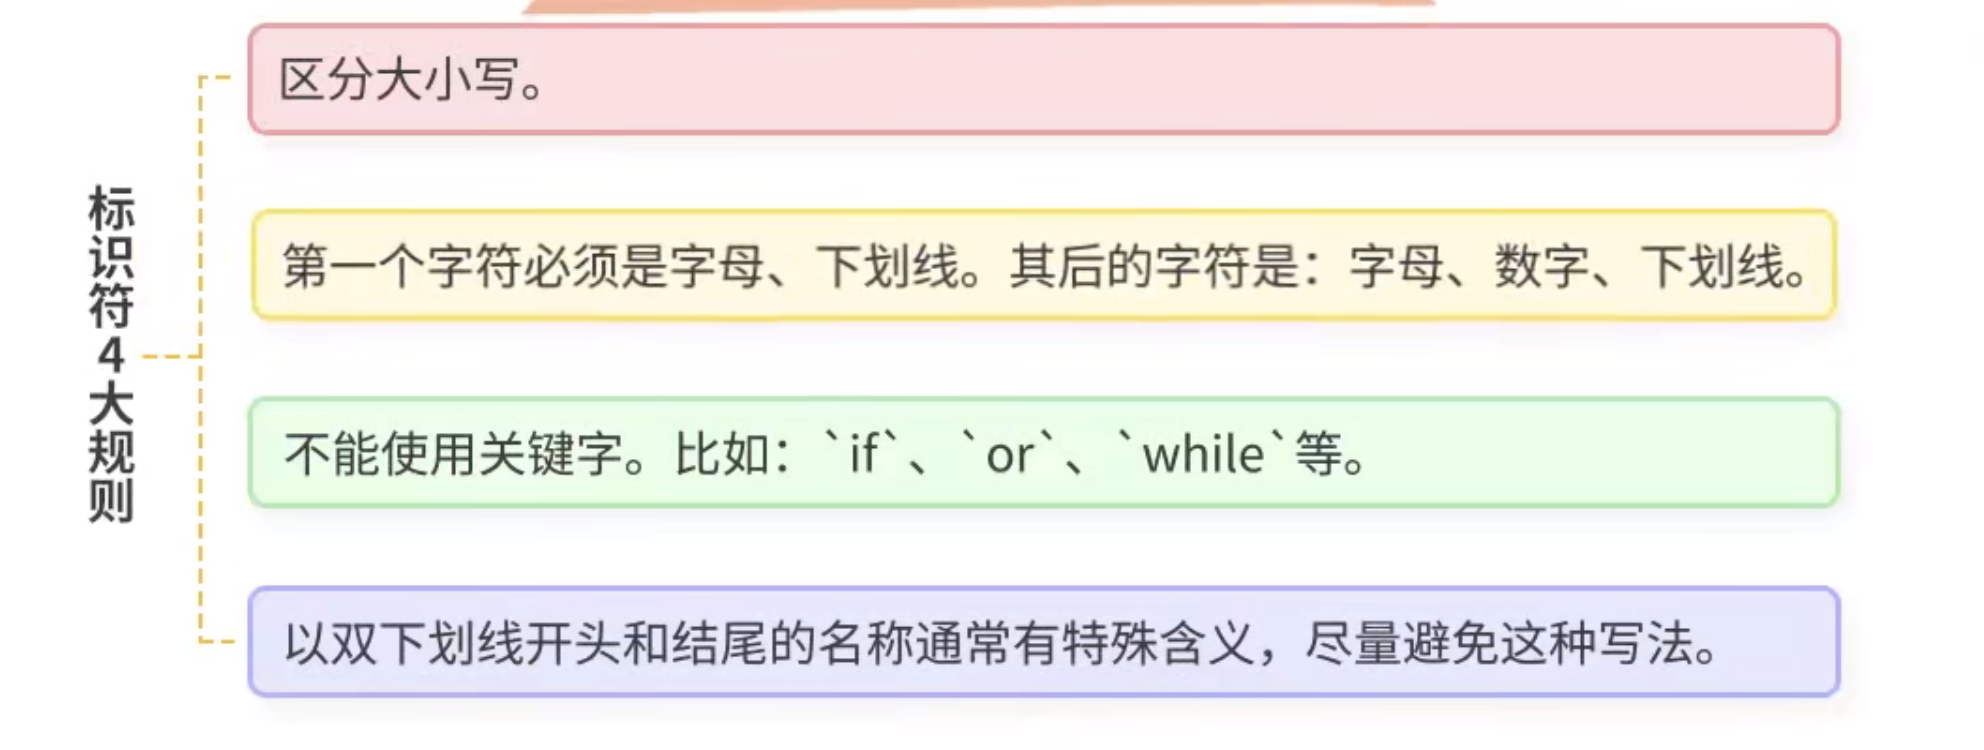 标识符4大规则
区分大小写。
第一个字符必须是字母、下划线。其后的字符是：字母、数字、下划线。
不能使用关键字。比如：`if`、`or`、`while`等。
以双下划线开头和结尾的名称通常有特殊含义，尽量避免这种写法。